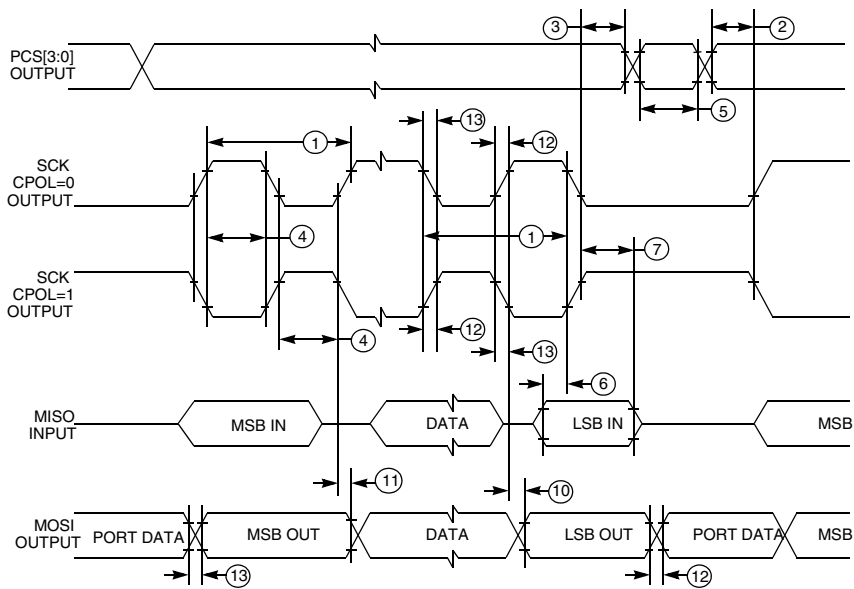 3
2
PCS[3:0]
OUTPUT
5
13
12
1
SCK
CPOL=0
OUTPUT
4
1
7
SCK
CPOL=1
OUTPUT
12
4
13
6
MISO
INPUT
MSB IN
DATA
LSB IN
MSB
11
10
MOSI
OUTPUT
PORT DATA
MSB OUT
DATA
LSB OUT
PORT DATA
MSB
13
12